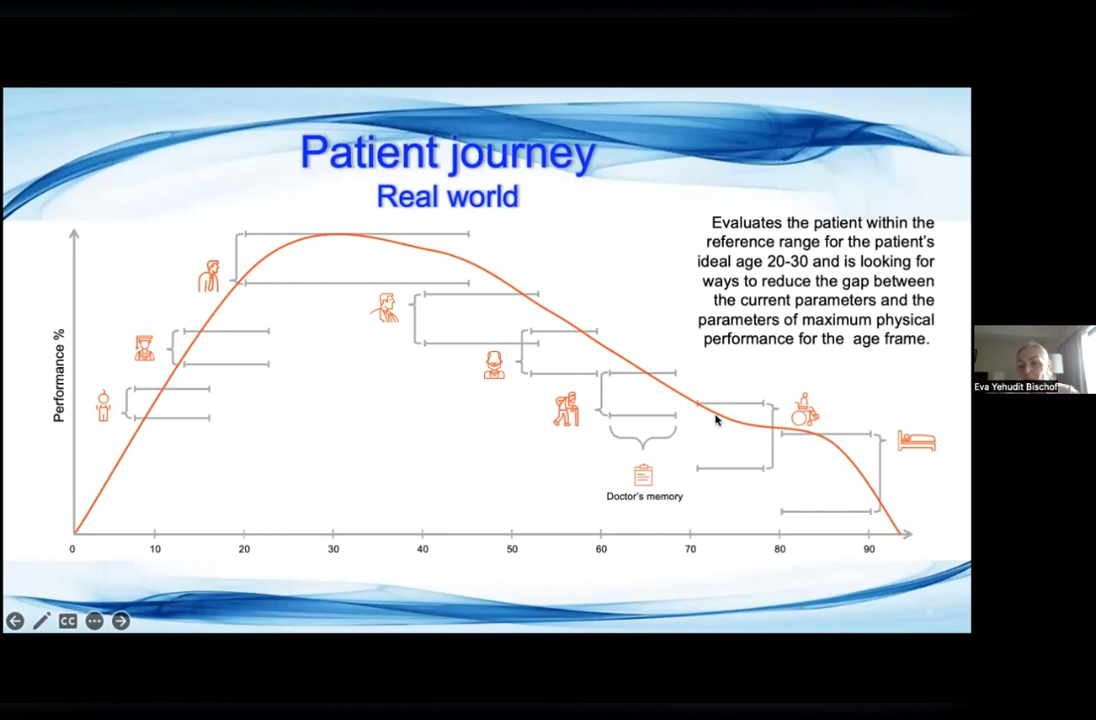 Patient journey
Real world
Evaluates the patient within the
reference range for the patient's
ideal age 20-30 and is looking for
ways to reduce the gap between
the current parameters and the
parameters of maximum physical
performance for the age frame.
Performance %
Doctor's memory
0 10 20 30 40 50 60 70 80 90
CC
Eva Yehudit Bischof